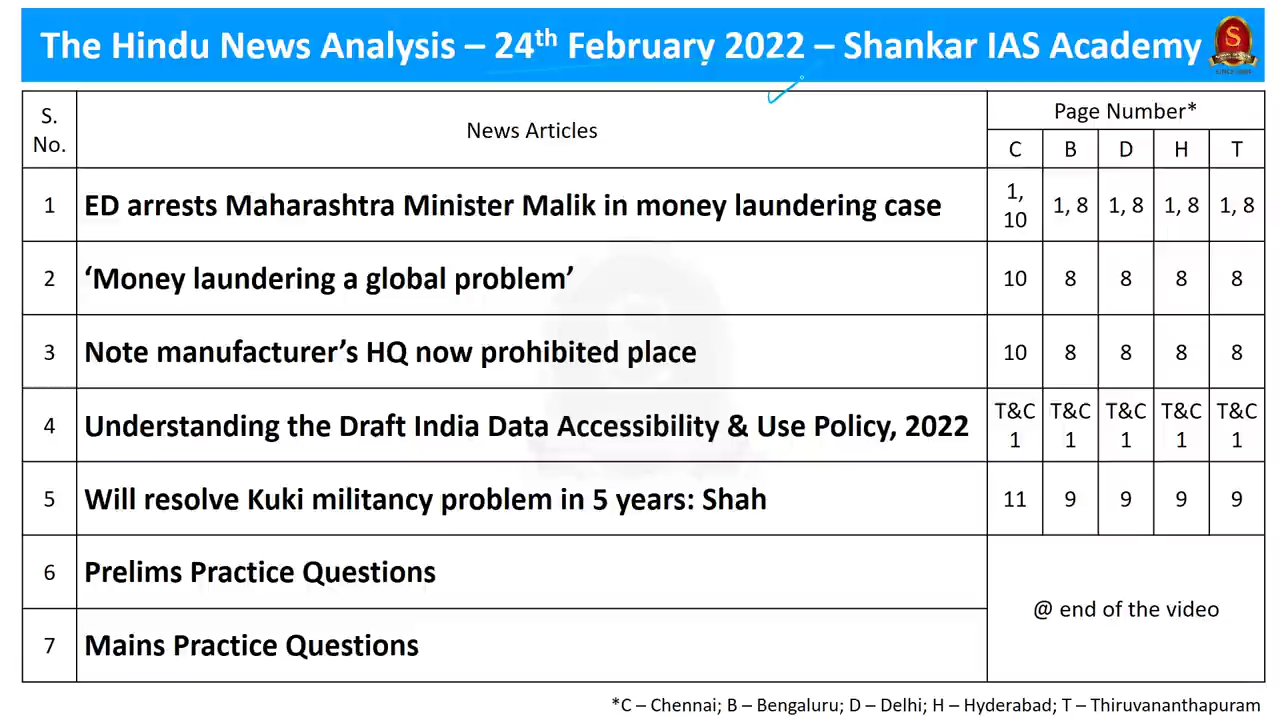 The Hindu News Analysis – 24th February 2022 – Shankar IAS Academy
S. No. News Articles Page Number*
C B D H T
1 ED arrests Maharashtra Minister Malik in money laundering case 1, 10 1, 8 1, 8 1, 8 1, 8
2 ‘Money laundering a global problem’ 10 8 8 8 8
3 Note manufacturer’s HQ now prohibited place 10 8 8 8 8
4 Understanding the Draft India Data Accessibility & Use Policy, 2022 T&C 1 T&C 1 T&C 1 T&C 1 T&C 1
5 Will resolve Kuki militancy problem in 5 years: Shah 11 9 9 9 9
6 Prelims Practice Questions
@ end of the video
7 Mains Practice Questions
*C – Chennai; B – Bengaluru; D – Delhi; H – Hyderabad; T – Thiruvananthapuram